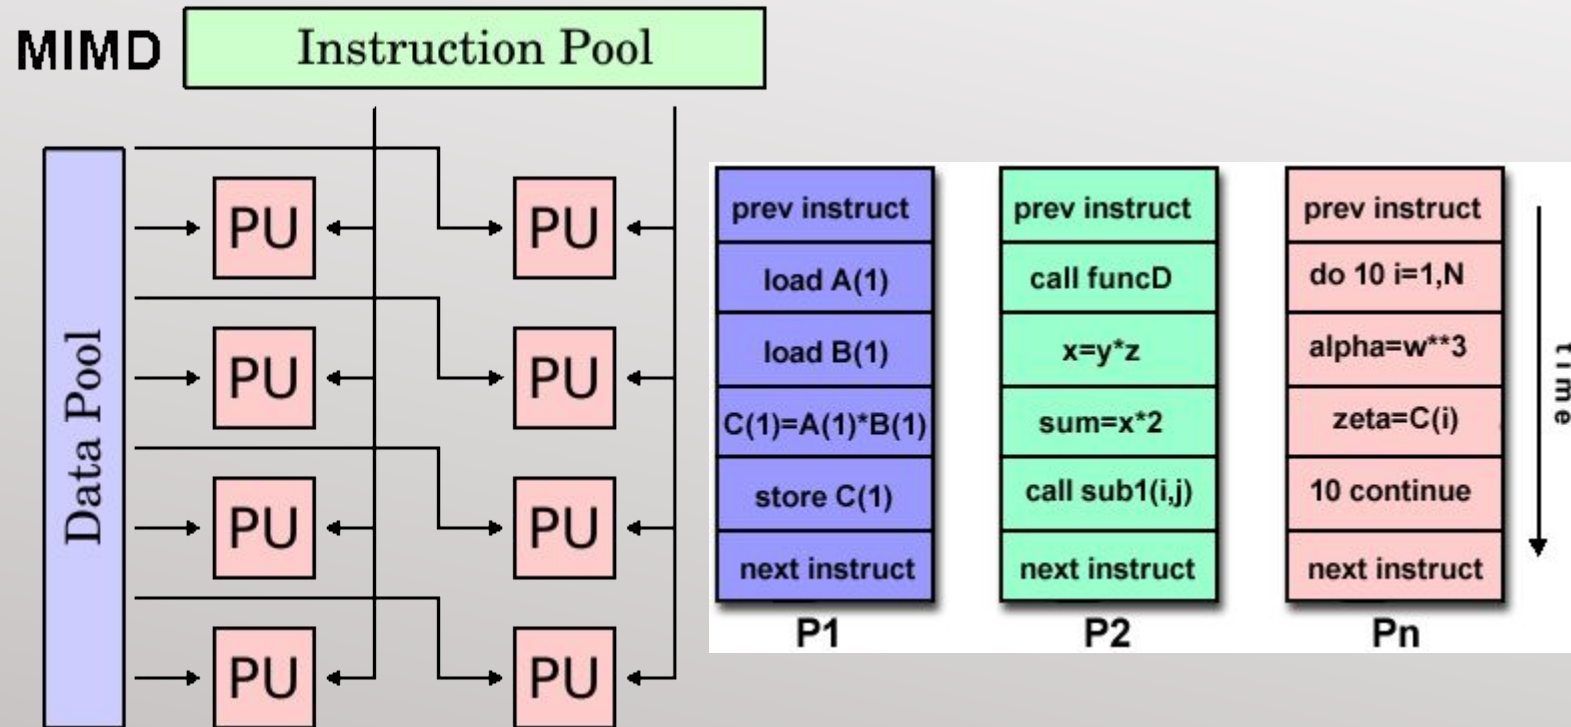 MIMD
Instruction Pool
Data Pool
PU PU
PU PU
PU PU
PU PU
prev instruct
load A(1)
load B(1)
C(1)=A(1)*B(1)
store C(1)
next instruct
P1
prev instruct
call funcD
x=y*z
sum=x*2
call sub1(i,j)
next instruct
P2
prev instruct
do 10 i=1,N
alpha=w**3
zeta=C(i)
10 continue
next instruct
Pn
time